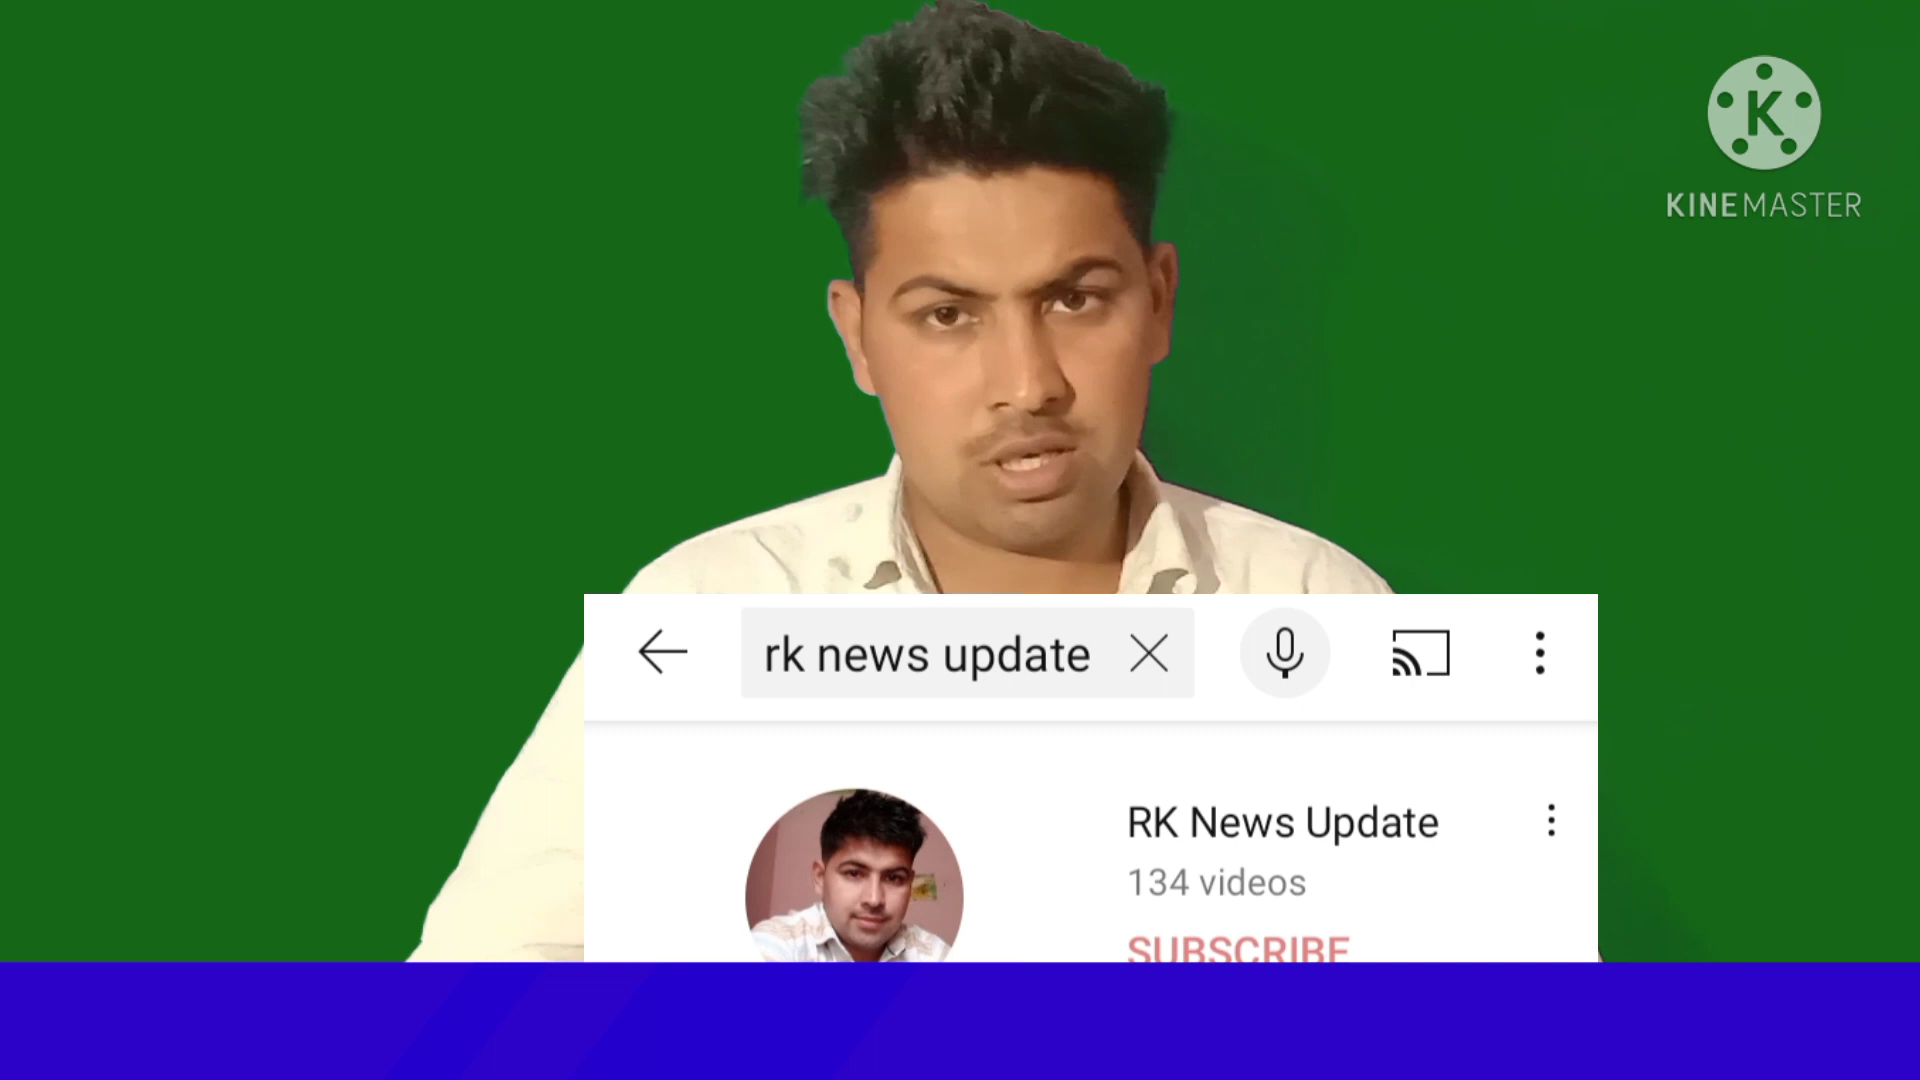 K
KINEMASTER
rk news update
RK News Update
134 videos
SUBSCRIBE